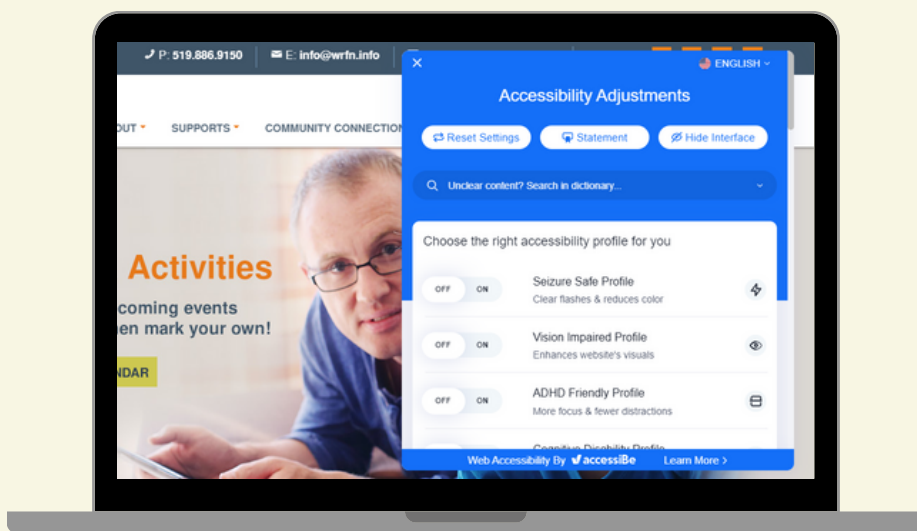 P: 519.886.9150
E: info@wrfn.info
SUPPORTS
COMMUNITY CONNECTION
Activities
coming events
mark your own!
ENGLISH
Accessibility Adjustments
Reset Settings
Statement
Hide Interface
Unclear content? Search in dictionary...
Choose the right accessibility profile for you
OFF ON
Seizure Safe Profile
Clear flashes & reduces color
OFF ON
Vision Impaired Profile
Enhances website's visuals
OFF ON
ADHD Friendly Profile
More focus & fewer distractions
Cognitive Disability Profile
Web Accessibility By accessiBe Learn More >